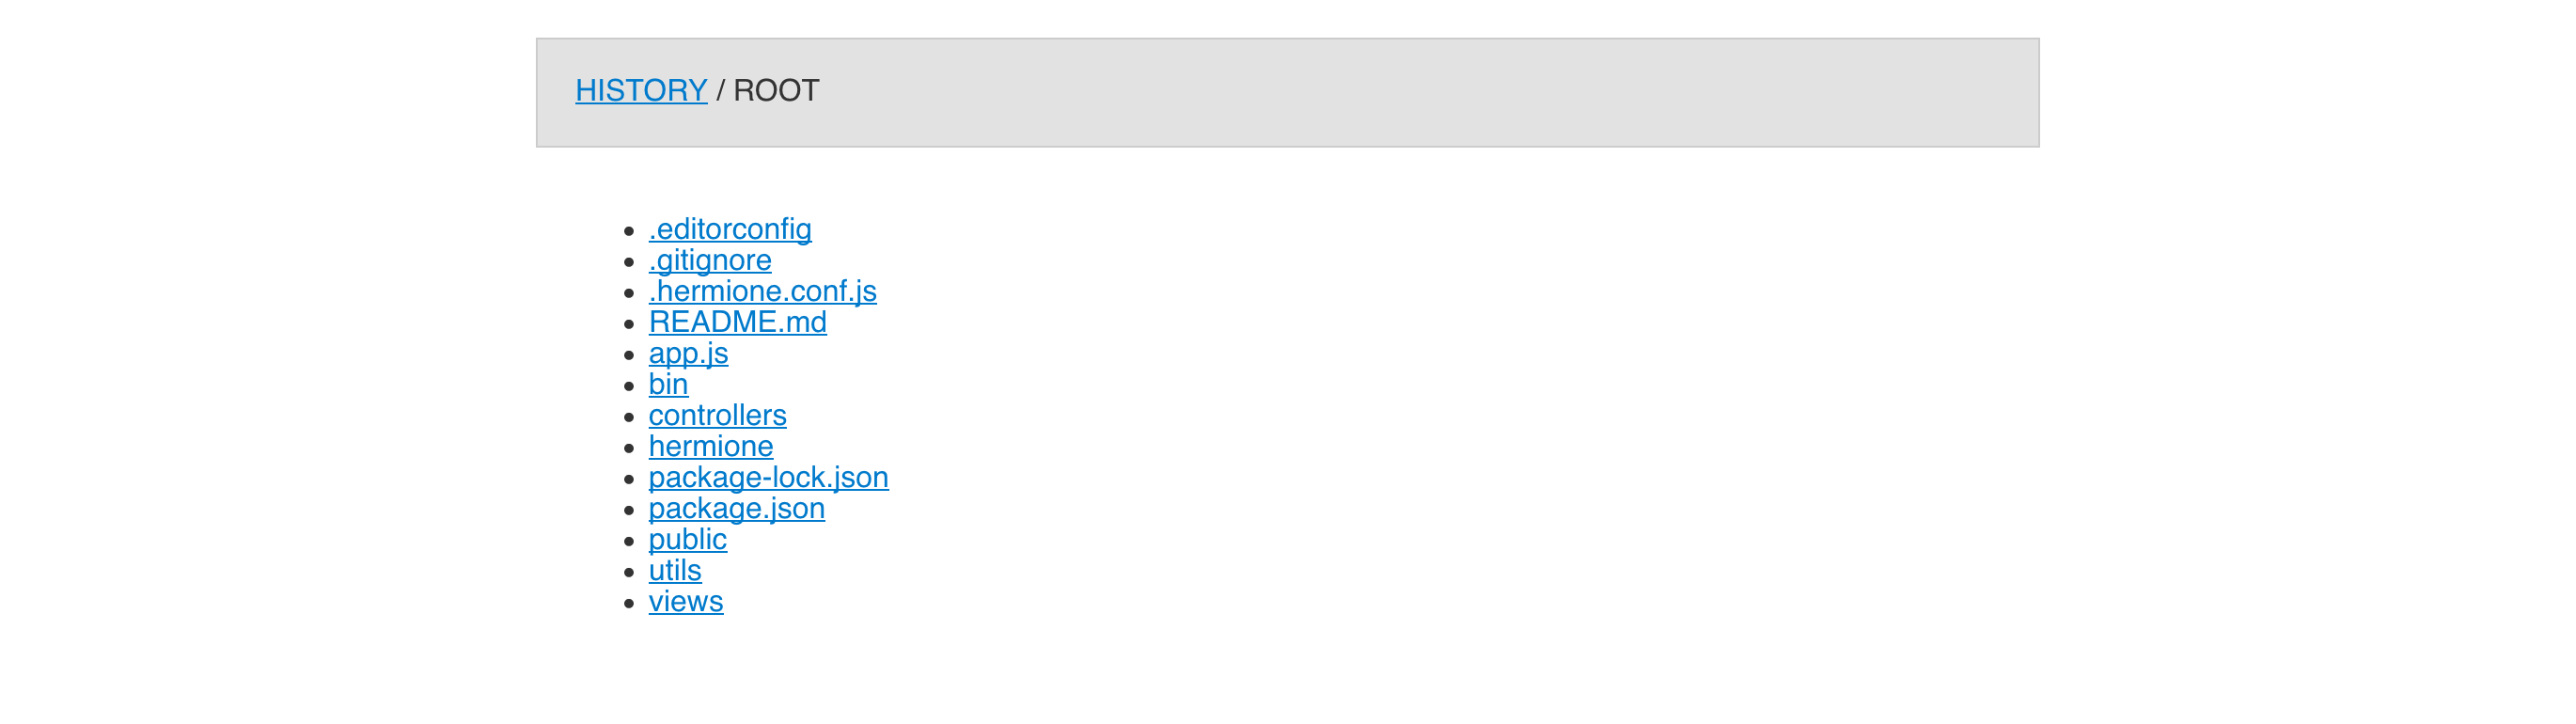 HISTORY / ROOT
.editorconfig
.gitignore
.hermione.conf.js
README.md
app.js
bin
controllers
hermione
package-lock.json
package.json
public
utils
views